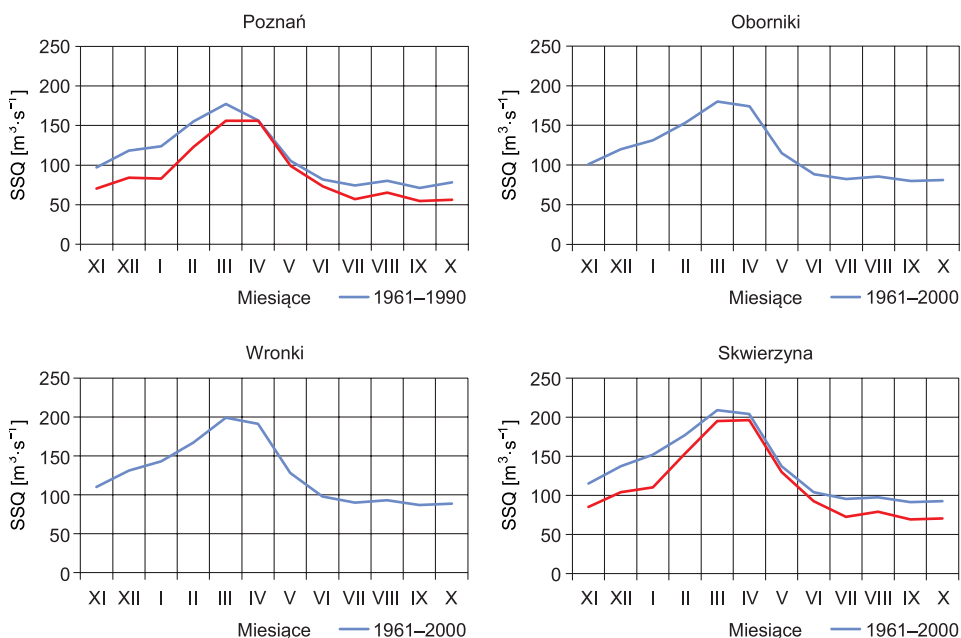 Poznań
SSQ [m³·s⁻¹]
250
200
150
100
50
0
XI XII I II III IV V VI VII VIII IX X
Miesiące 1961–1990
Oborniki
SSQ [m³·s⁻¹]
250
200
150
100
50
0
XI XII I II III IV V VI VII VIII IX X
Miesiące 1961–2000
Wronki
SSQ [m³·s⁻¹]
250
200
150
100
50
0
XI XII I II III IV V VI VII VIII IX X
Miesiące 1961–2000
Skwierzyna
SSQ [m³·s⁻¹]
250
200
150
100
50
0
XI XII I II III IV V VI VII VIII IX X
Miesiące 1961–2000